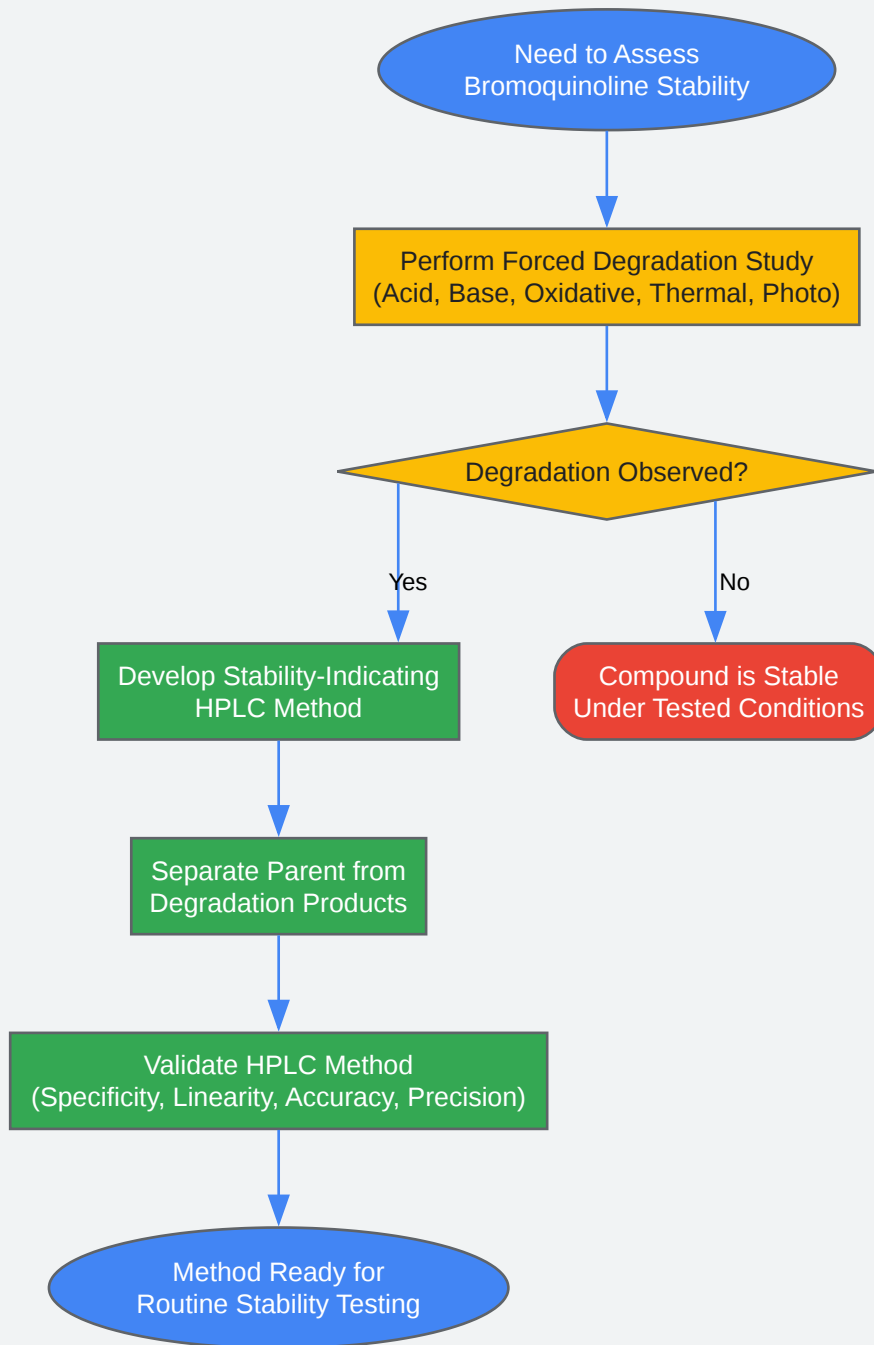 Need to Assess
Bromoquinoline Stability
Perform Forced Degradation Study
(Acid, Base, Oxidative, Thermal, Photo)
Degradation Observed?
Yes
No
Develop Stability-Indicating
HPLC Method
Compound is Stable
Under Tested Conditions
Separate Parent from
Degradation Products
Validate HPLC Method
(Specificity, Linearity, Accuracy, Precision)
Method Ready for
Routine Stability Testing